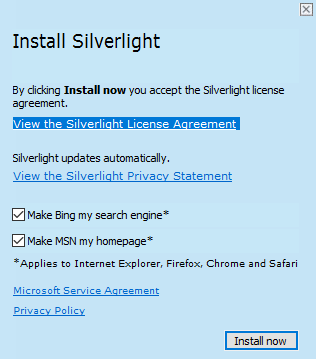 Install Silverlight
By clicking Install now you accept the Silverlight license
agreement.
View the Silverlight License Agreement
Silverlight updates automatically.
View the Silverlight Privacy Statement
Make Bing my search engine*
Make MSN my homepage*
*Applies to Internet Explorer, Firefox, Chrome and Safari
Microsoft Service Agreement
Privacy Policy
Install now